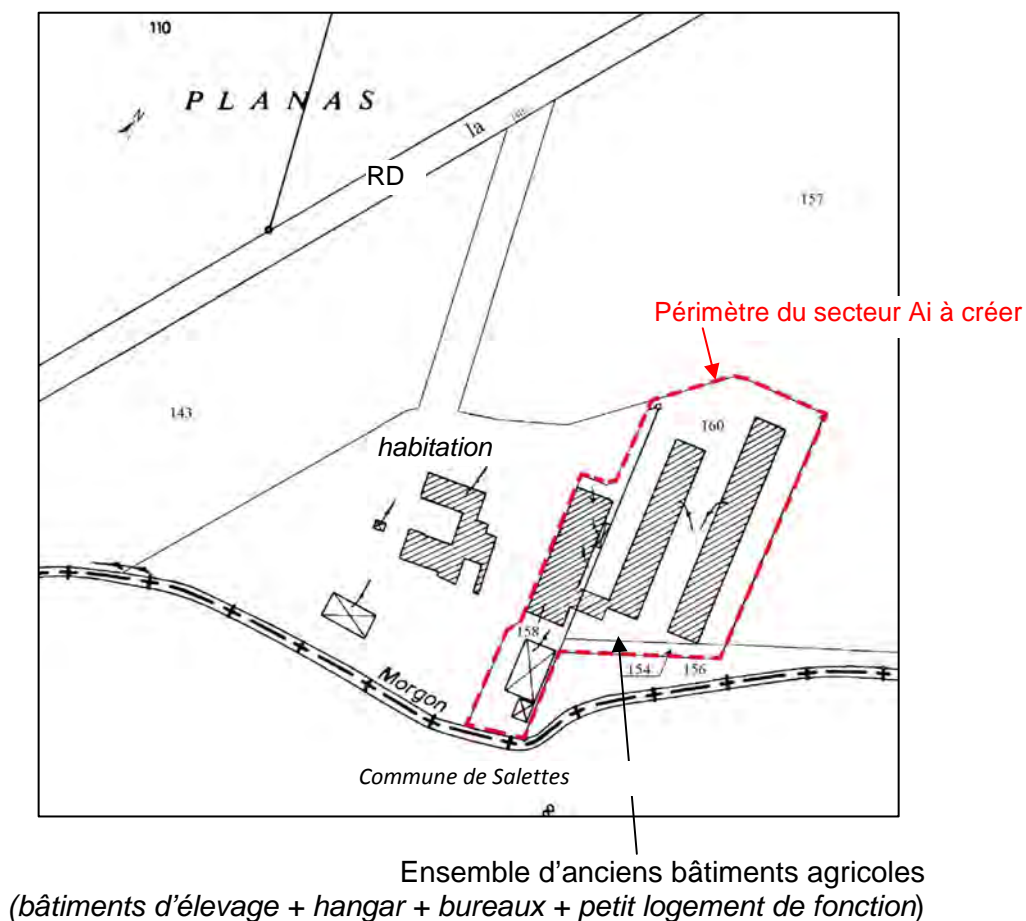 110
PLANAS
N
la
RD
157
Périmètre du secteur Ai à créer
143
160
habitation
158
154
156
Morgon
Commune de Salettes
Ensemble d'anciens bâtiments agricoles
(bâtiments d'élevage + hangar + bureaux + petit logement de fonction)